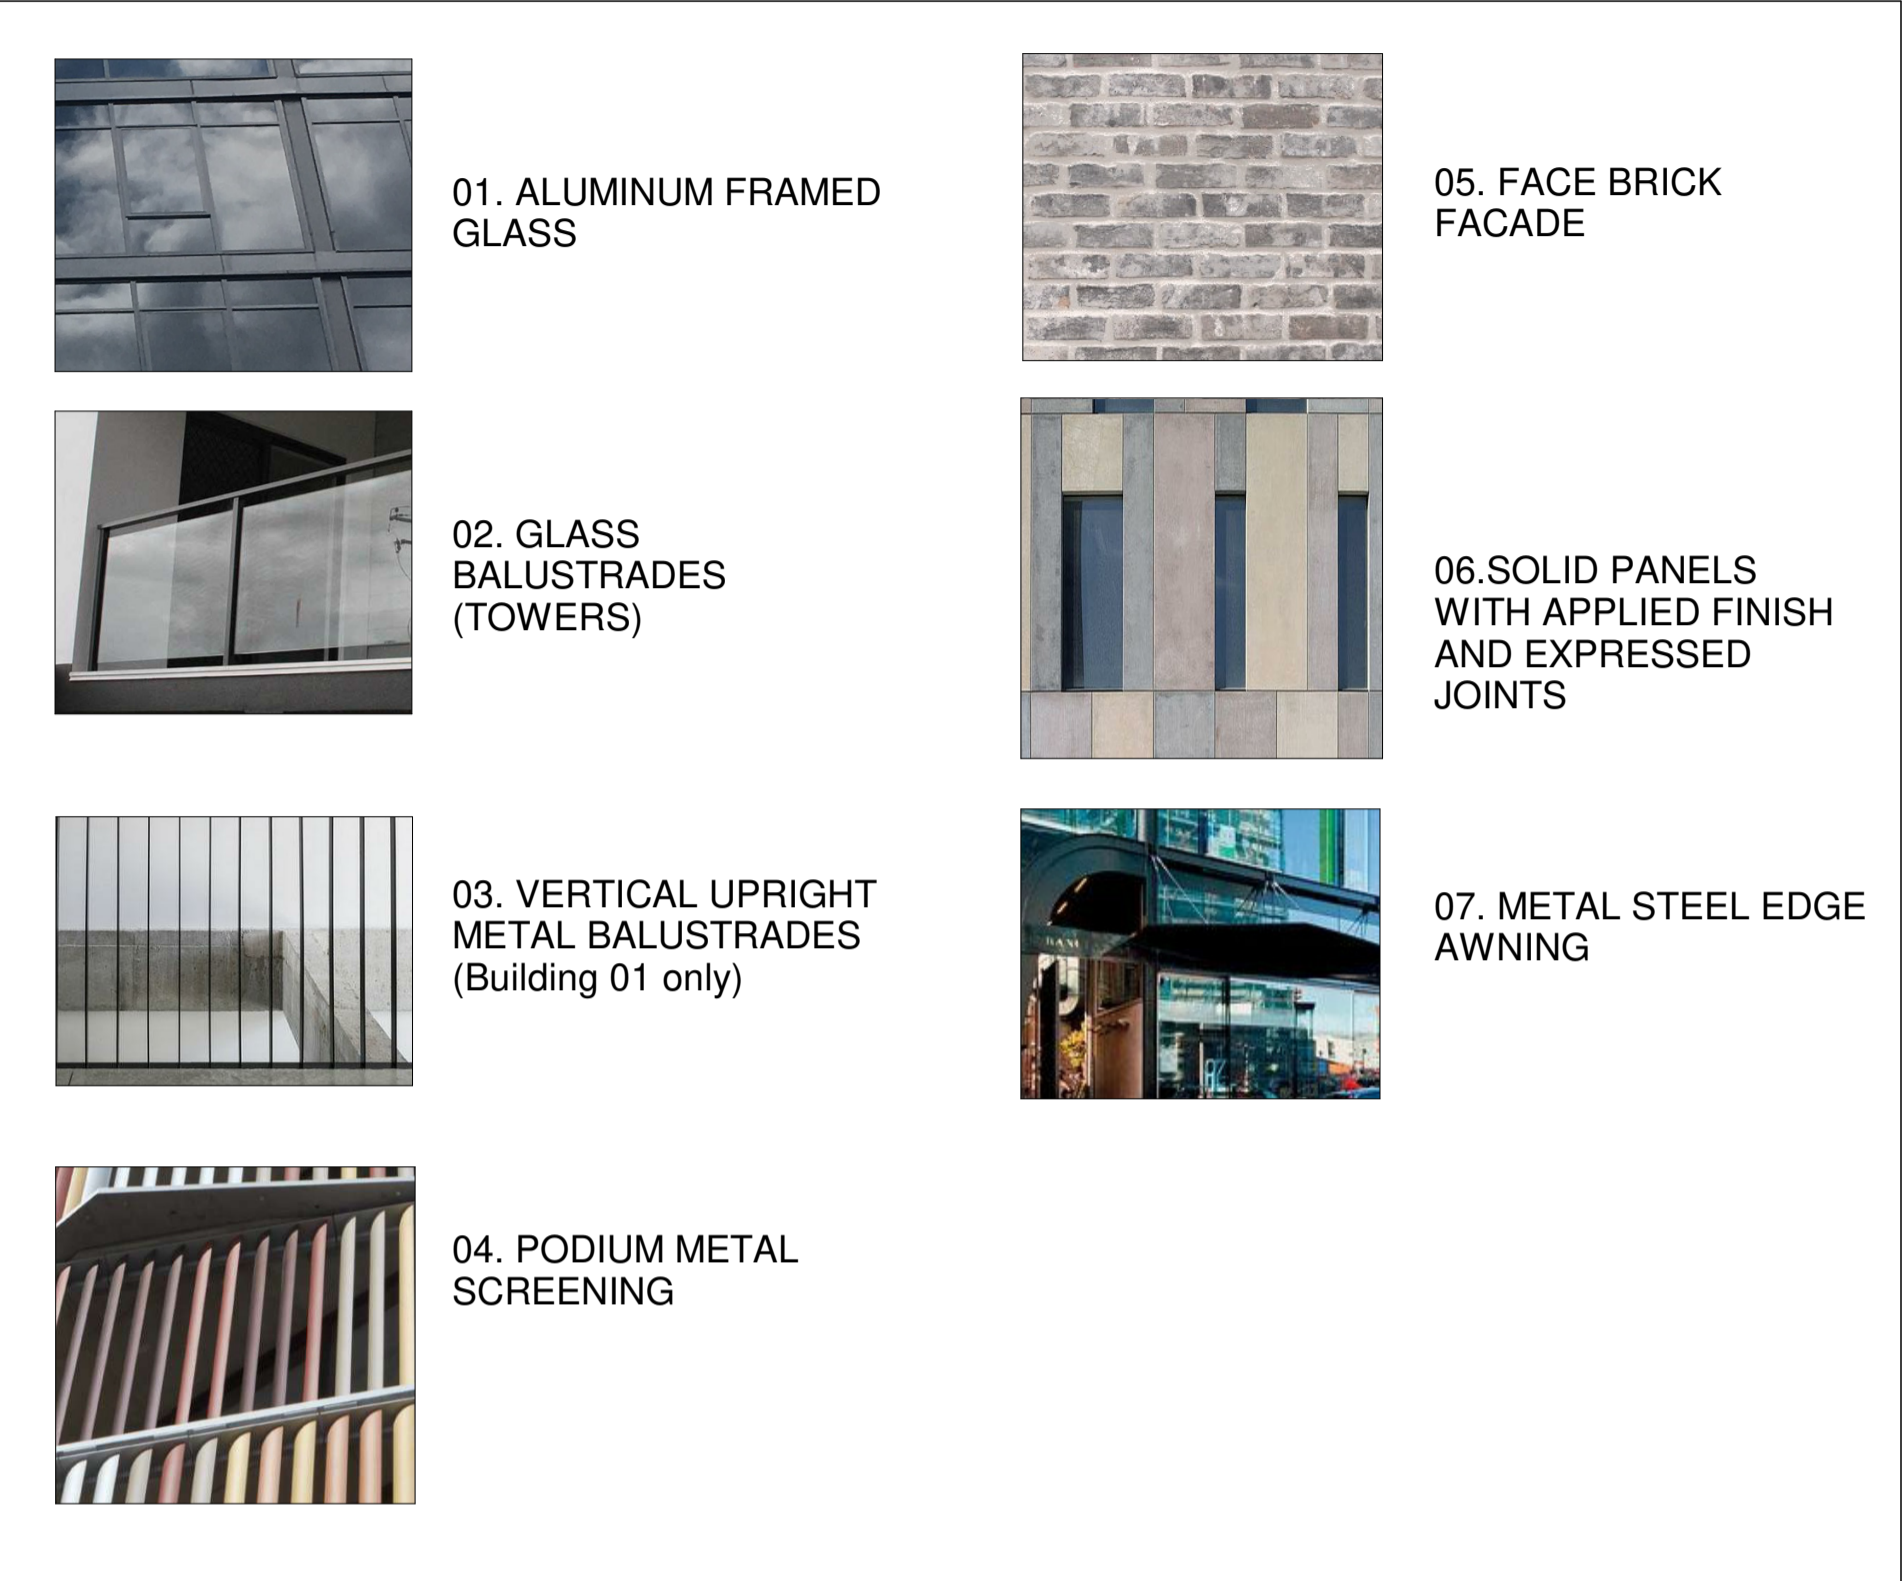 01. ALUMINUM FRAMED
GLASS
02. GLASS
BALUSTRADES
(TOWERS)
03. VERTICAL UPRIGHT
METAL BALUSTRADES
(Building 01 only)
04. PODIUM METAL
SCREENING
05. FACE BRICK
FACADE
06.SOLID PANELS
WITH APPLIED FINISH
AND EXPRESSED
JOINTS
07. METAL STEEL EDGE
AWNING